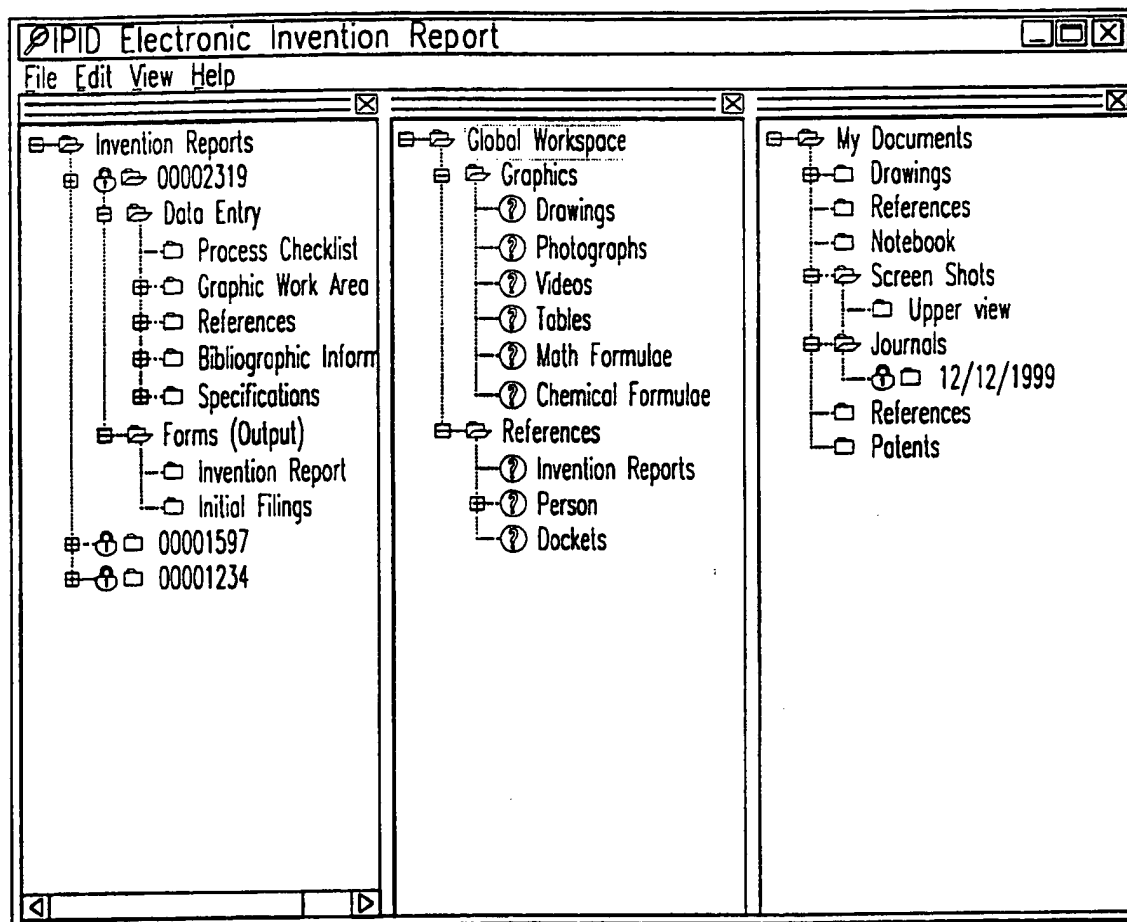 IPID Electronic Invention Report
File Edit View Help
Invention Reports
00002319
Data Entry
Process Checklist
Graphic Work Area
References
Bibliographic Inform
Specifications
Forms (Output)
Invention Report
Initial Filings
00001597
00001234
Global Workspace
Graphics
Drawings
Photographs
Videos
Tables
Math Formulae
Chemical Formulae
References
Invention Reports
Person
Dockets
My Documents
Drawings
References
Notebook
Screen Shots
Upper view
Journals
12/12/1999
References
Patents